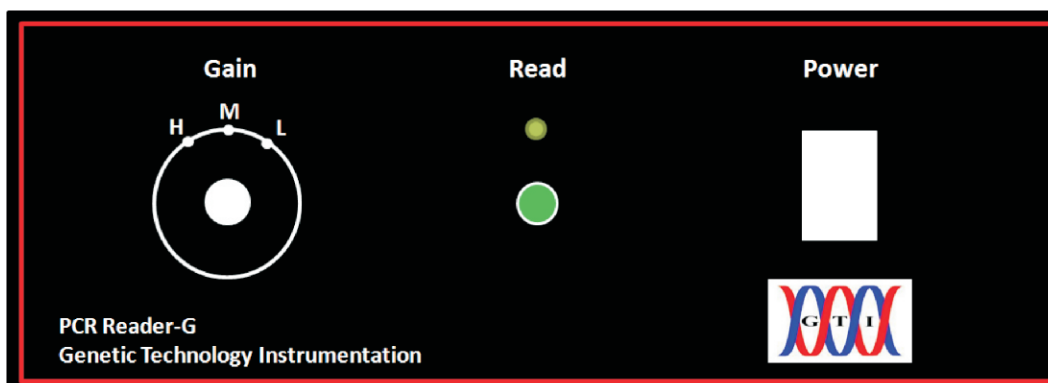 Gain
Read
Power
H
M
L
PCR Reader-G
Genetic Technology Instrumentation
G T I